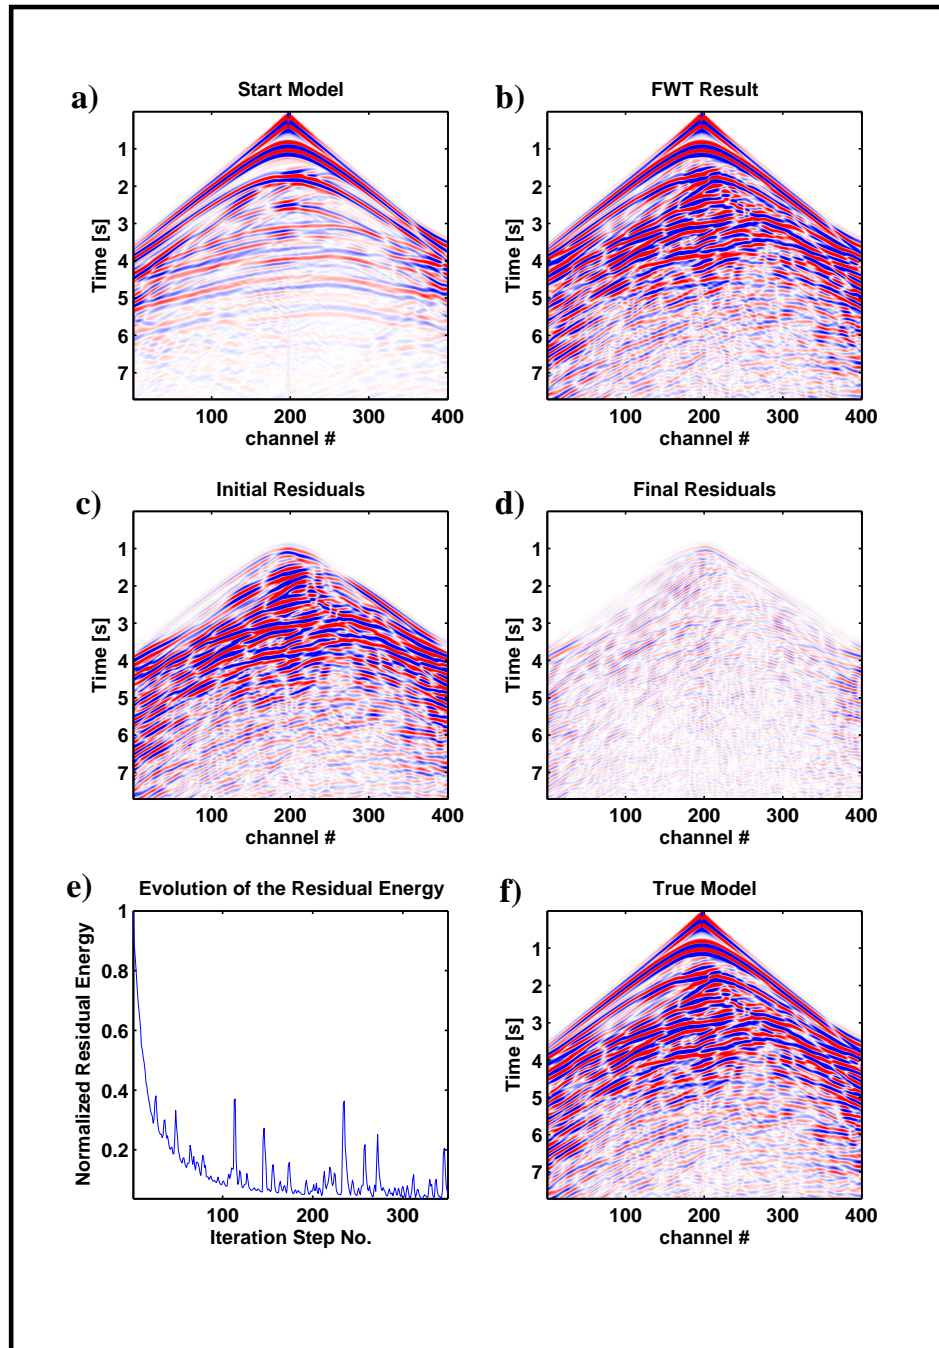 a)
Start Model
Time [s]
1
2
3
4
5
6
7
100 200 300 400
channel #
b)
FWT Result
Time [s]
1
2
3
4
5
6
7
100 200 300 400
channel #
c)
Initial Residuals
Time [s]
1
2
3
4
5
6
7
100 200 300 400
channel #
d)
Final Residuals
Time [s]
1
2
3
4
5
6
7
100 200 300 400
channel #
e)
Evolution of the Residual Energy
Normalized Residual Energy
1
0.8
0.6
0.4
0.2
100 200 300
Iteration Step No.
f)
True Model
Time [s]
1
2
3
4
5
6
7
100 200 300 400
channel #